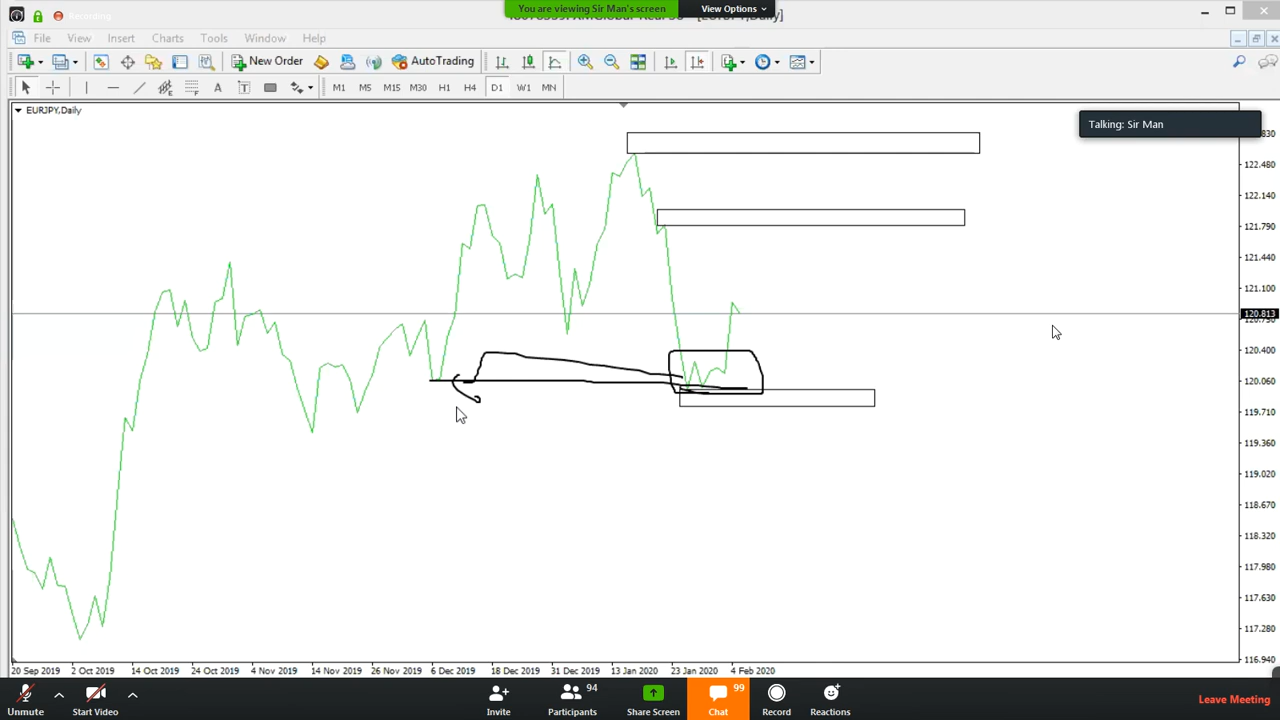 You are viewing Sir Man's screen
View Options
Recording
[EURJPY,Daily]
File View Insert Charts Tools Window Help
New Order
AutoTrading
A T
M1 M5 M15 M30 H1 H4 D1 W1 MN
EURJPY,Daily
Talking: Sir Man
122.480
122.140
121.790
121.440
121.100
120.813
120.400
120.060
119.710
119.360
119.020
118.670
118.320
117.980
117.630
117.280
116.940
20 Sep 2019 2 Oct 2019 14 Oct 2019 24 Oct 2019 4 Nov 2019 14 Nov 2019 26 Nov 2019 6 Dec 2019 18 Dec 2019 31 Dec 2019 13 Jan 2020 23 Jan 2020 4 Feb 2020
94
99
Unmute Start Video Invite Participants Share Screen Chat Record Reactions
Leave Meeting